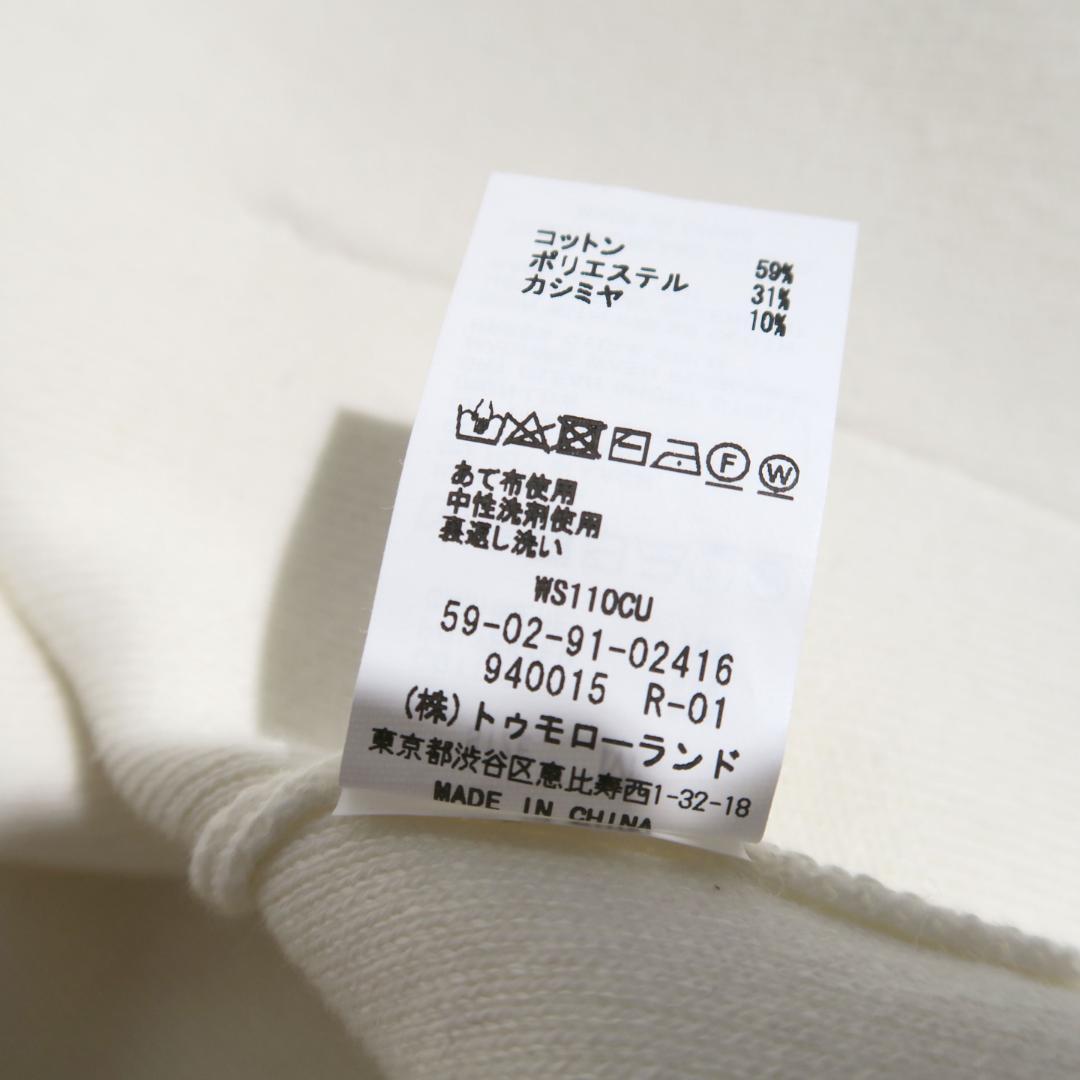 コットン 59%
ポリエステル 31%
カシミヤ 10%
F W
あて布使用
中性洗剤使用
裏返し洗い
WS110CU
59-02-91-02416
940015 R-01
(株)トゥモローランド
東京都渋谷区恵比寿西1-32-18
MADE IN CHINA